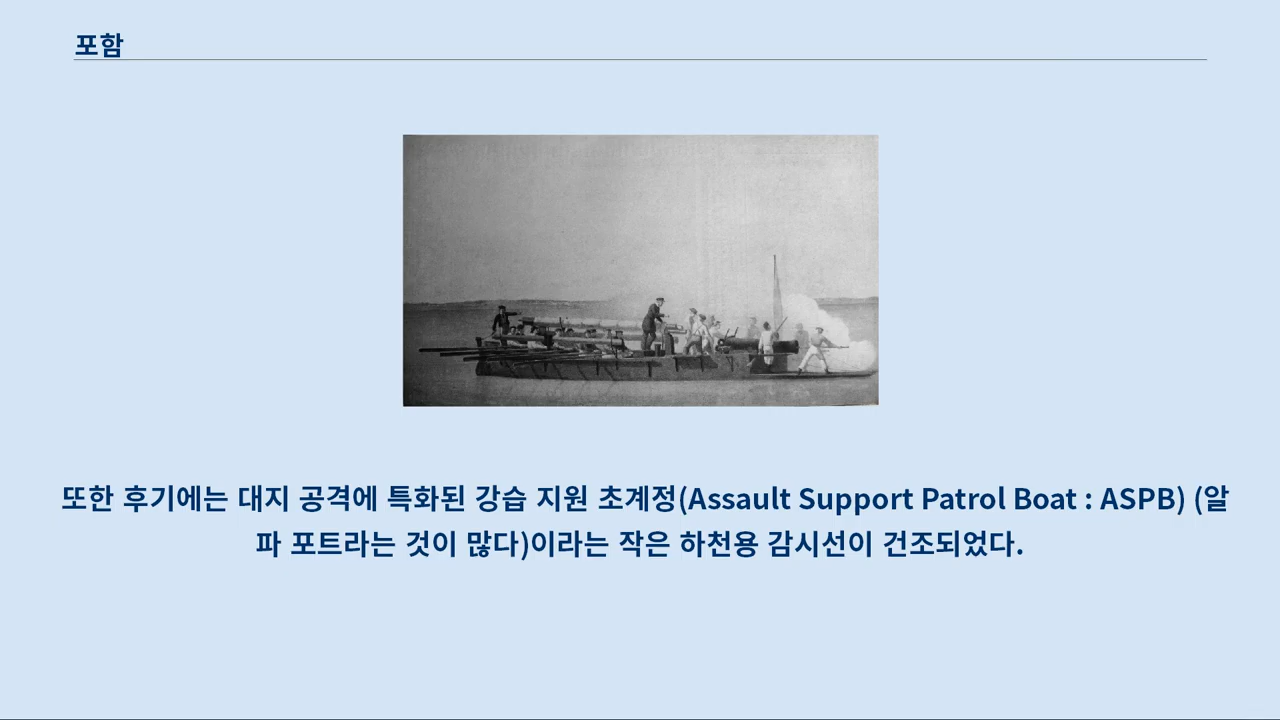 포함
또한 후기에는 대지 공격에 특화된 강습 지원 초계정(Assault Support Patrol Boat : ASPB) (알
파 포트라는 것이 많다)이라는 작은 하천용 감시선이 건조되었다.